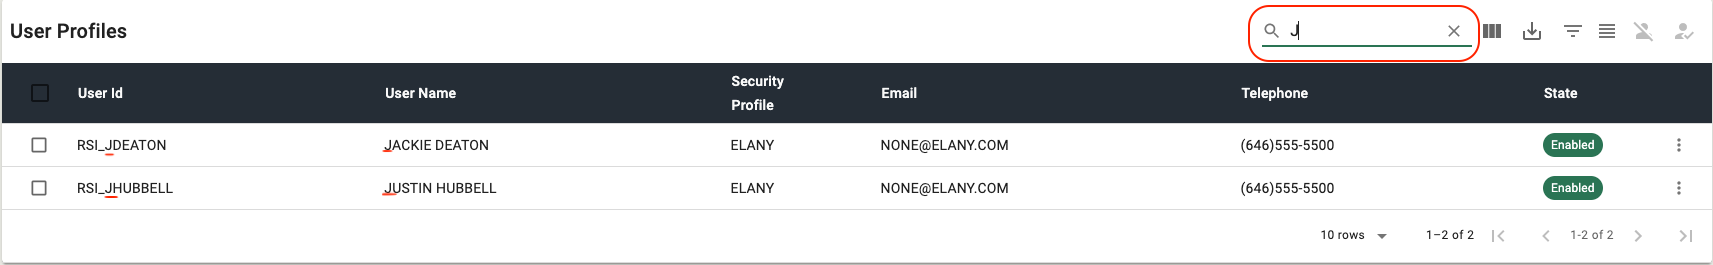 User Profiles
J
User Id User Name Security Profile Email Telephone State
RSI_JDEATON JACKIE DEATON ELANY NONE@ELANY.COM (646)555-5500 Enabled
RSI_JHUBBELL JUSTIN HUBBELL ELANY NONE@ELANY.COM (646)555-5500 Enabled
10 rows 1–2 of 2 1-2 of 2